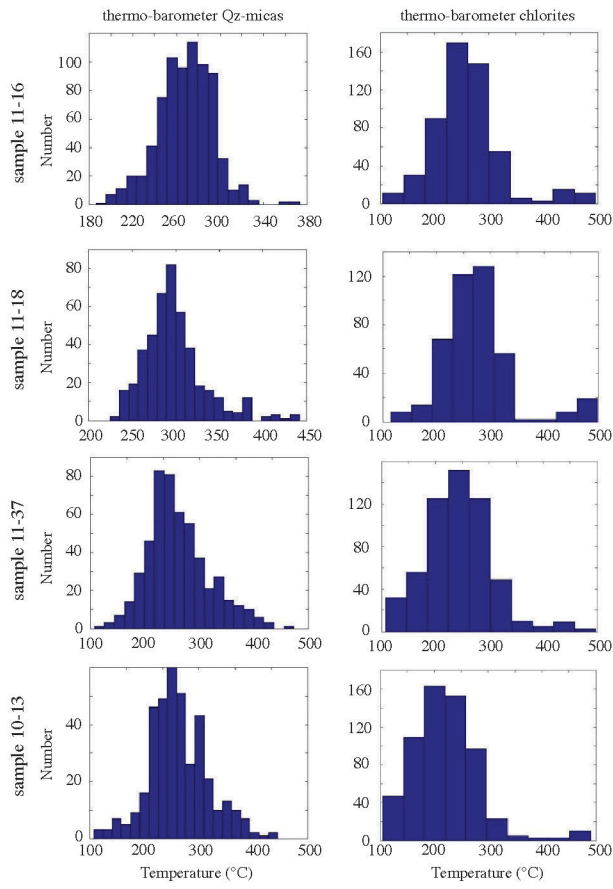 thermo-barometer Qz-micas
thermo-barometer chlorites
sample 11-16
Number
100
80
60
40
20
0
180 220 260 300 340 380
160
120
80
40
0
100 200 300 400 500
sample 11-18
Number
80
60
40
20
0
200 250 300 350 400 450
120
80
40
0
100 200 300 400 500
sample 11-37
Number
80
60
40
20
0
100 200 300 400 500
120
80
40
0
100 200 300 400 500
sample 10-13
Number
40
20
0
100 200 300 400 500
Temperature (°C)
160
120
80
40
0
100 200 300 400 500
Temperature (°C)